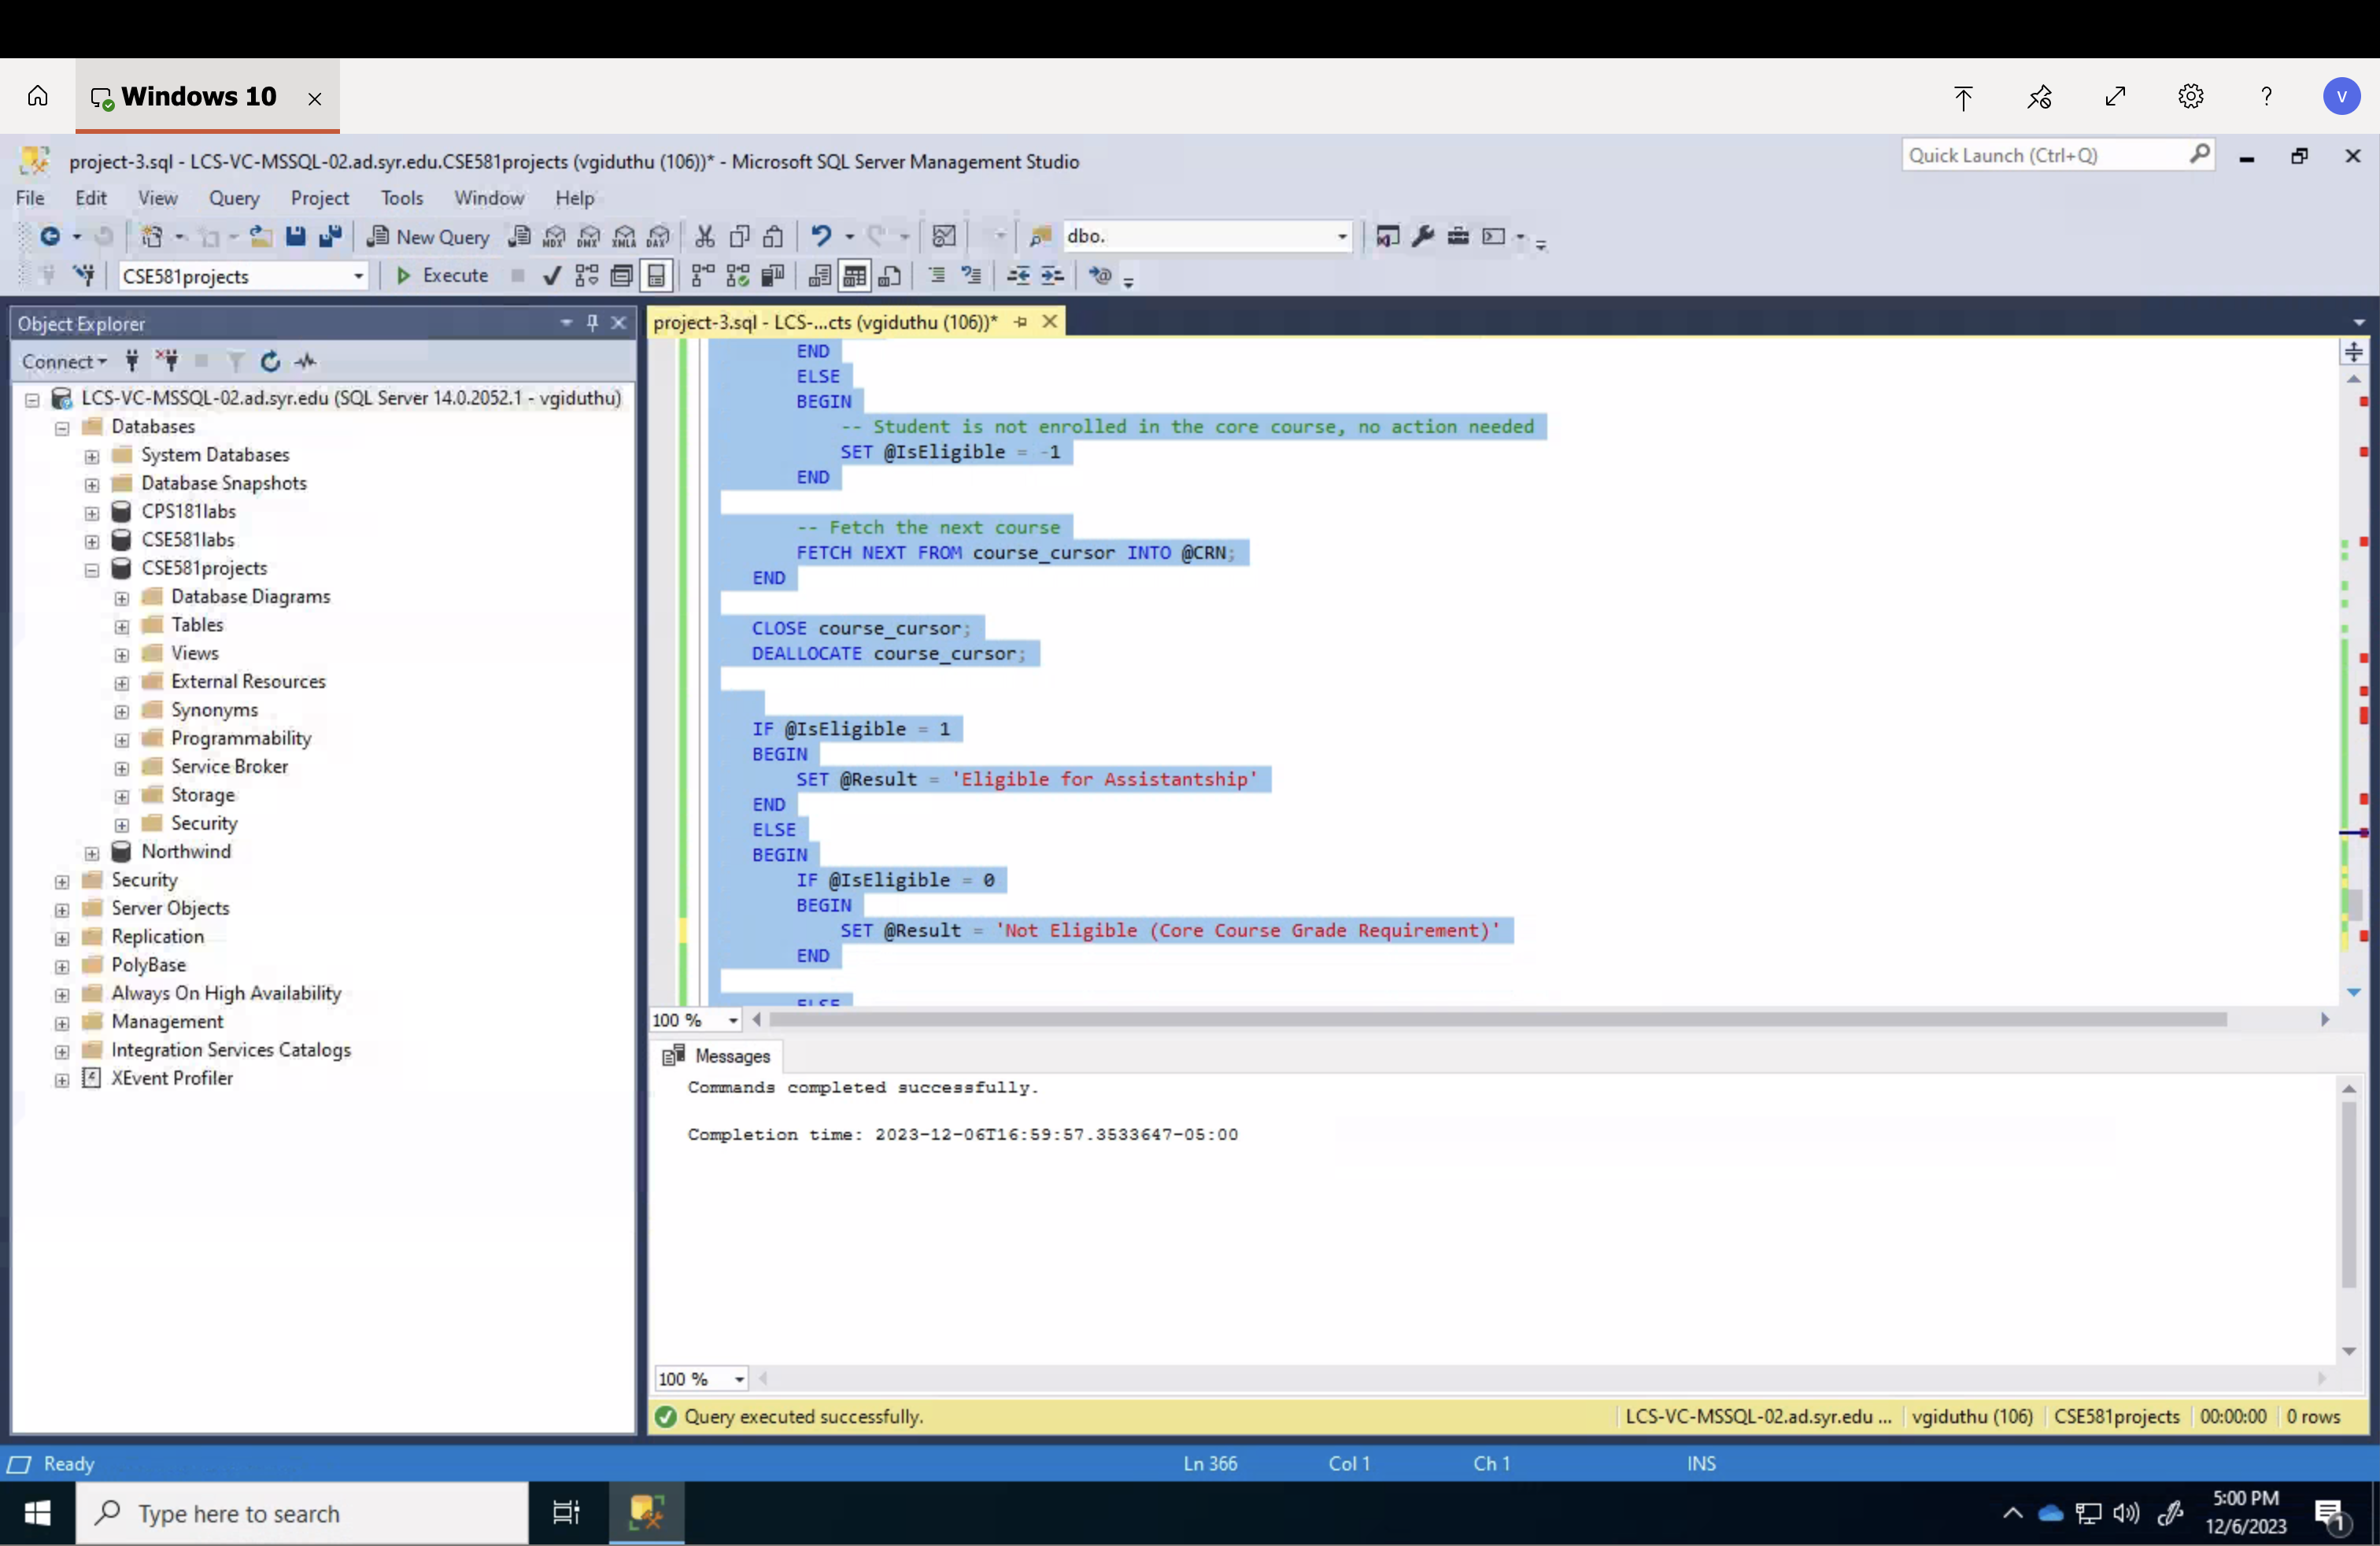 Windows 10
?
V
project-3.sql - LCS-VC-MSSQL-02.ad.syr.edu.CSE581projects (vgiduthu (106))* - Microsoft SQL Server Management Studio
Quick Launch (Ctrl+Q)
File Edit View Query Project Tools Window Help
New Query MDX DMX XMLA DAX dbo.
CSE581projects Execute
Object Explorer
Connect
LCS-VC-MSSQL-02.ad.syr.edu (SQL Server 14.0.2052.1 - vgiduthu)
Databases
System Databases
Database Snapshots
CPS181labs
CSE581labs
CSE581projects
Database Diagrams
Tables
Views
External Resources
Synonyms
Programmability
Service Broker
Storage
Security
Northwind
Security
Server Objects
Replication
PolyBase
Always On High Availability
Management
Integration Services Catalogs
XEvent Profiler
project-3.sql - LCS-...cts (vgiduthu (106))*
END
ELSE
BEGIN
-- Student is not enrolled in the core course, no action needed
SET @IsEligible = -1
END
-- Fetch the next course
FETCH NEXT FROM course_cursor INTO @CRN;
END
CLOSE course_cursor;
DEALLOCATE course_cursor;
IF @IsEligible = 1
BEGIN
SET @Result = 'Eligible for Assistantship'
END
ELSE
BEGIN
IF @IsEligible = 0
BEGIN
SET @Result = 'Not Eligible (Core Course Grade Requirement)'
END
ELSE
100 %
Messages
Commands completed successfully.
Completion time: 2023-12-06T16:59:57.3533647-05:00
100 %
Query executed successfully. LCS-VC-MSSQL-02.ad.syr.edu ... vgiduthu (106) CSE581projects 00:00:00 0 rows
Ready Ln 366 Col 1 Ch 1 INS
Type here to search
5:00 PM
12/6/2023
1